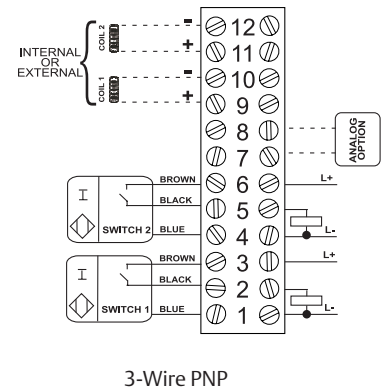 INTERNAL
OR
EXTERNAL
COIL 2
- 12
+ 11
COIL 1
- 10
+ 9
8
7
ANALOG
OPTION
BROWN 6 L+
BLACK 5
SWITCH 2 BLUE 4 L-
BROWN 3 L+
BLACK 2
SWITCH 1 BLUE 1 L-
I
I
3-Wire PNP